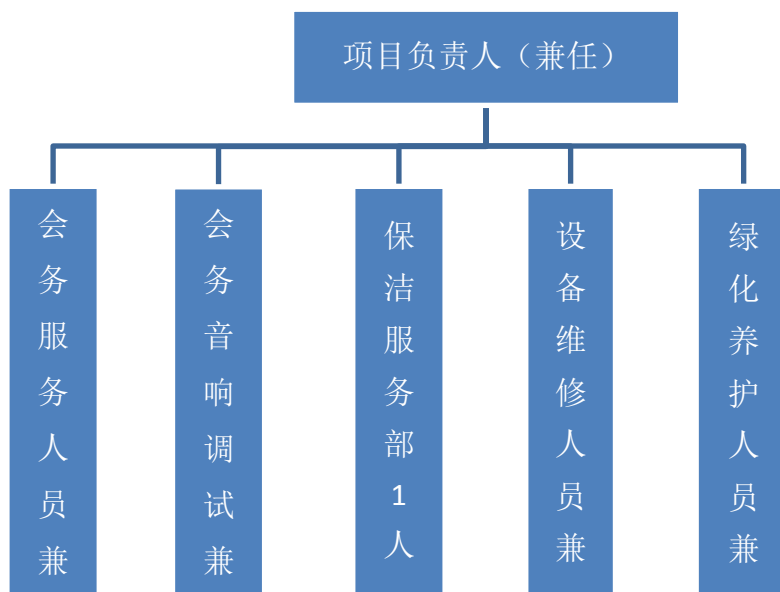 项目负责人（兼任）
会务服务人员兼
会务音响调试兼
保洁服务部1人
设备维修人员兼
绿化养护人员兼